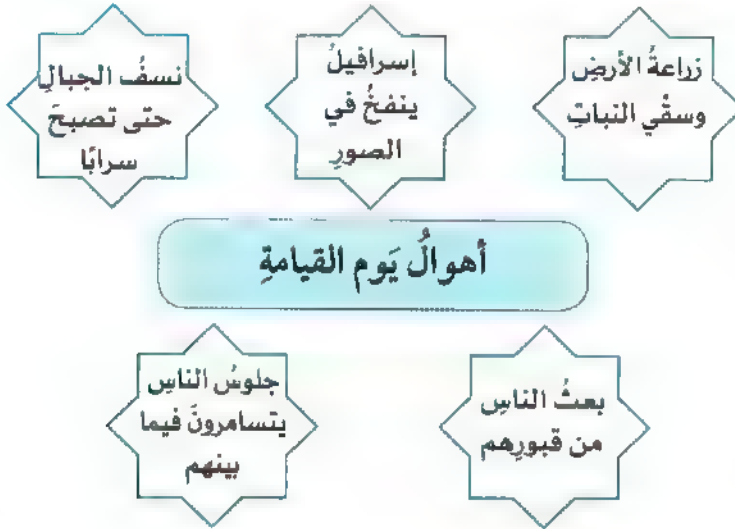 زراعةُ الأرضِ
وسقْي النباتِ
إسرافيلُ
ينفخُ في
الصورِ
نسفُ الجبالِ
حتى تصبحَ
سرابًا
أهوالُ يَوم القيامةِ
بعثُ الناسِ
من قبورِهم
جلوسُ الناسِ
يتسامرونَ فيما
بينهم